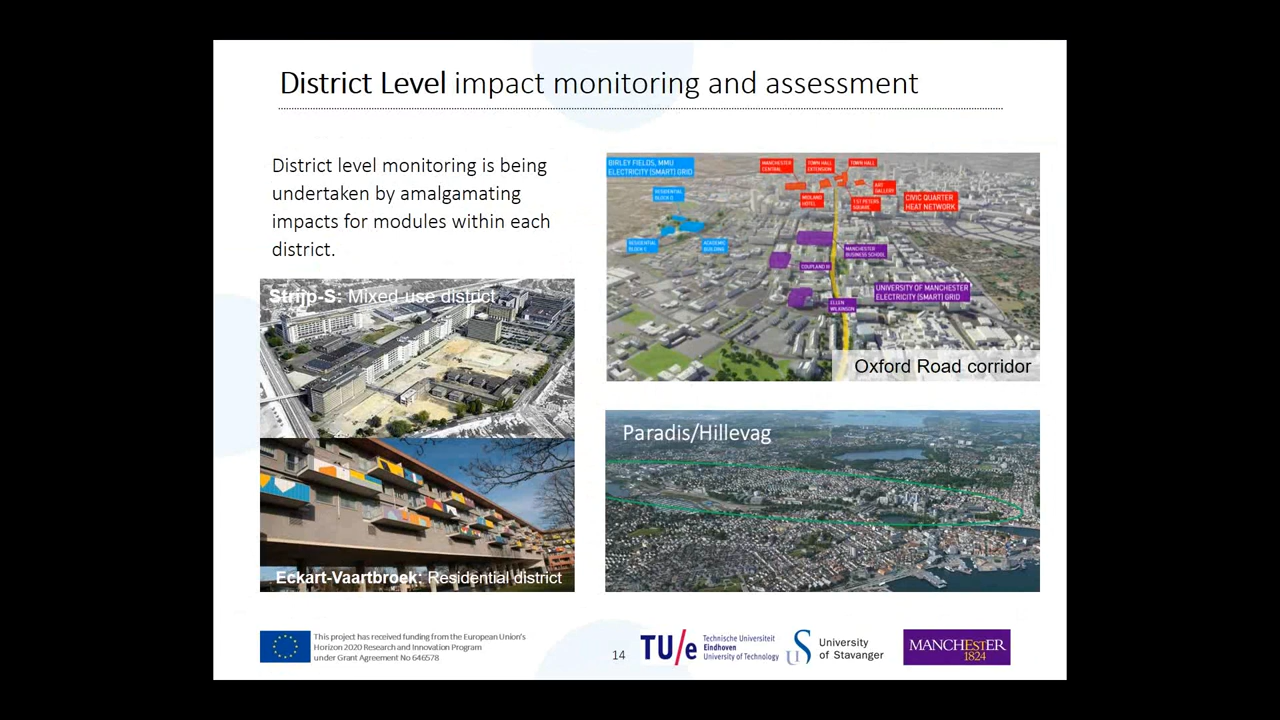 District Level impact monitoring and assessment
District level monitoring is being
undertaken by amalgamating
impacts for modules within each
district.
Strijp-S: Mixed-use district
Eckart-Vaartbroek: Residential district
BIRLEY FIELDS, MMU
ELECTRICITY (SMART) GRID
RESIDENTIAL
BLOCK D
RESIDENTIAL
ACADEMIC
BUILDING
MANCHESTER
CENTRAL
TOWN HALL
EXTENSION
TOWN HALL
MIDLAND
HOTEL
ART
GALLERY
1 ST PETERS
SQUARE
CIVIC QUARTER
HEAT NETWORK
MANCHESTER
BUSINESS SCHOOL
COUPLAND III
UNIVERSITY OF MANCHESTER
ELECTRICITY (SMART) GRID
ELLEN
WILKINSON
Oxford Road corridor
Paradis/Hillevag
This project has received funding from the European Union's
Horizon 2020 Research and Innovation Program
under Grant Agreement No 646578
14
TU/e
Technische Universiteit
Eindhoven
University of Technology
University
of Stavanger
MANCHESTER
1824